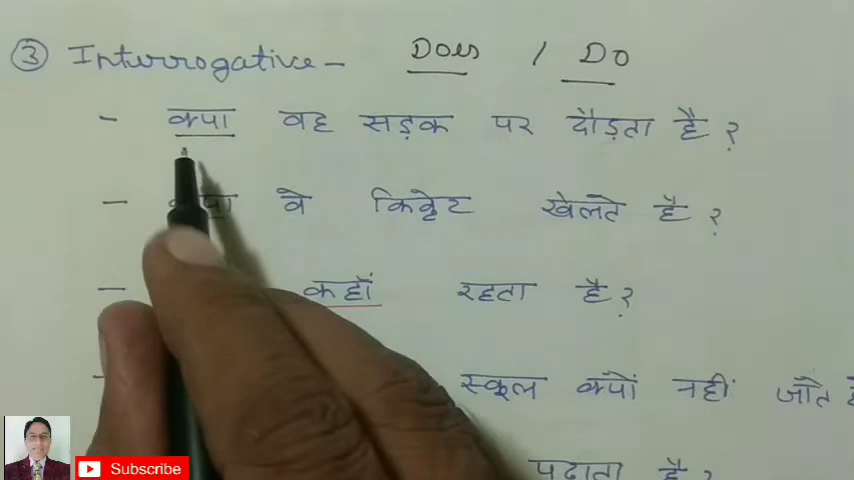 ③ Interrogative – Does / Do
- क्या वह सड़क पर दौड़ता है?
- वे क्रिकेट खेलते है?
- कहाँ रहता है?
स्कूल क्यों नहीं जाते
पढाता है?
Subscribe